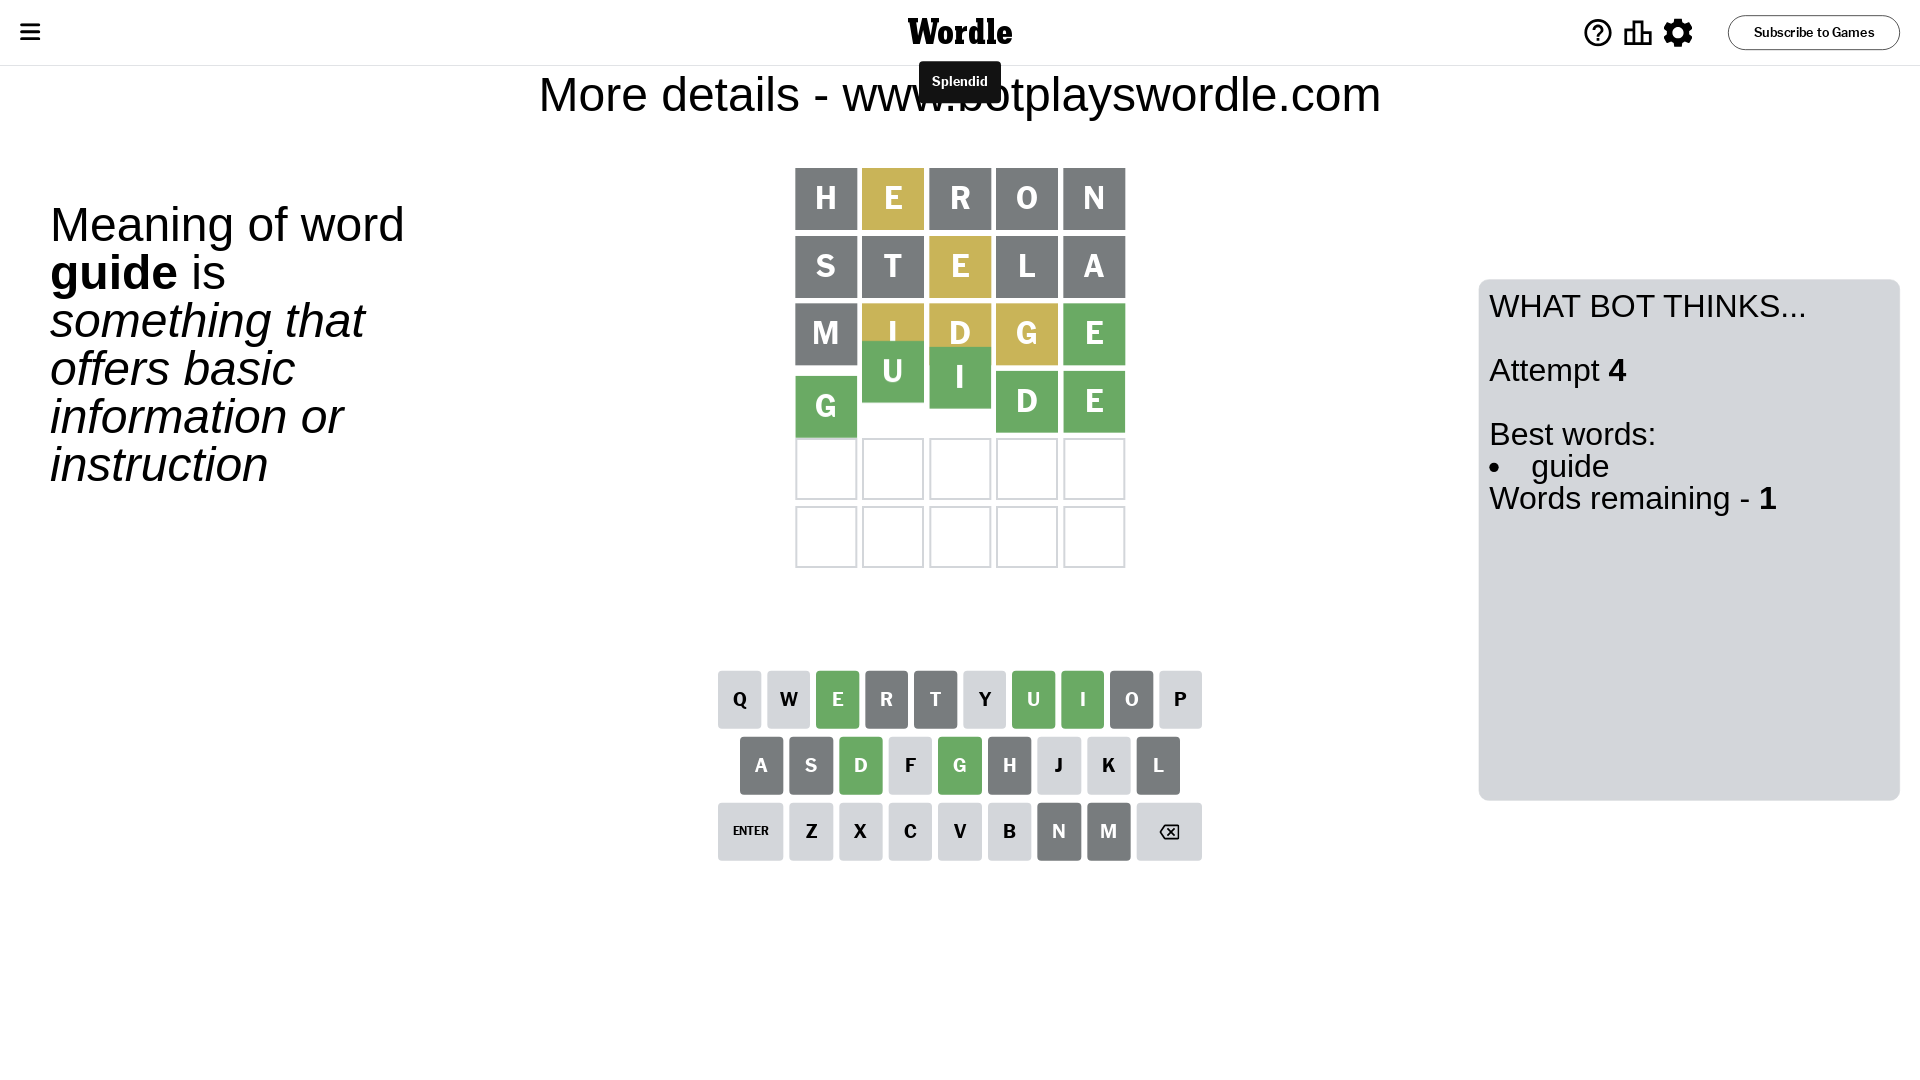 Wordle
Subscribe to Games
Splendid
More details - www.botplayswordle.com
Meaning of word
guide is
something that
offers basic
information or
instruction
H E R O N
S T E L A
M I D G E
G U I D E
WHAT BOT THINKS...
Attempt 4
Best words:
• guide
Words remaining - 1
Q W E R T Y U I O P
A S D F G H J K L
ENTER Z X C V B N M